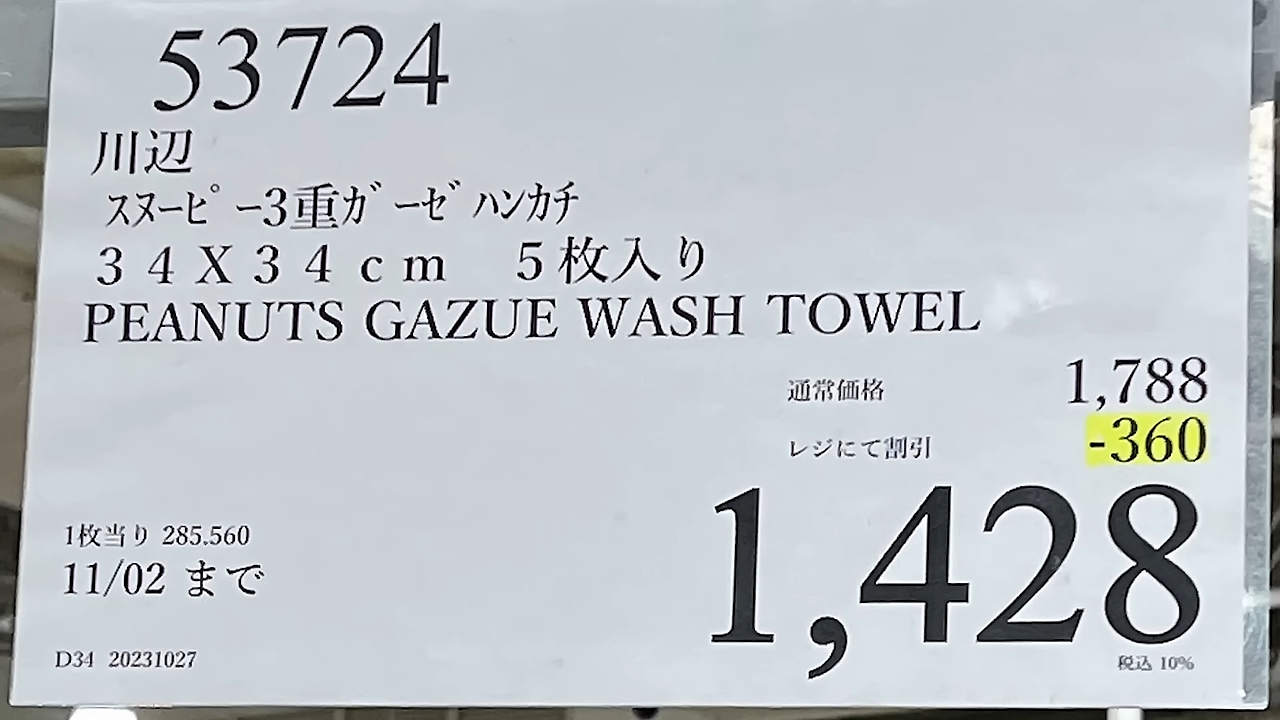 53724
川辺
ｽﾇｰﾋﾟｰ3重ｶﾞｰｾﾞﾊﾝｶﾁ
３４Ｘ３４ｃｍ　５枚入り
PEANUTS GAZUE WASH TOWEL
通常価格 1,788
レジにて割引 -360
1,428
1枚当り 285.560
11/02 まで
D34 20231027
税込 10%